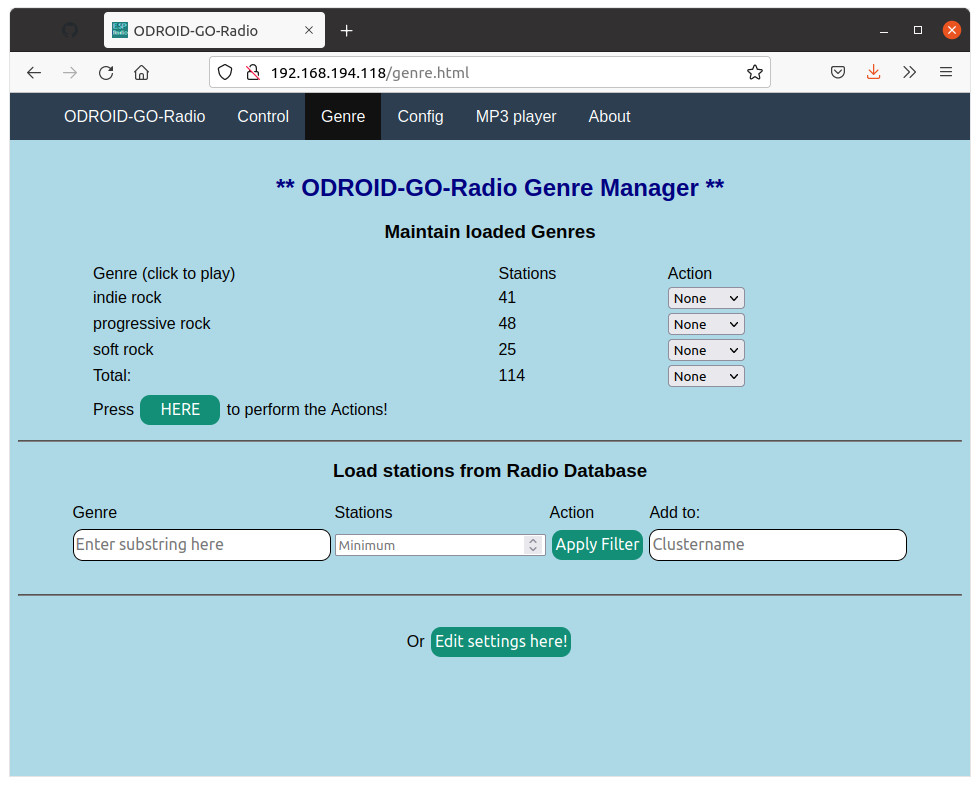 ESP
Radio
ODROID-GO-Radio
192.168.194.118/genre.html
ODROID-GO-Radio Control Genre Config MP3 player About
** ODROID-GO-Radio Genre Manager **
Maintain loaded Genres
Genre (click to play) Stations Action
indie rock 41 None
progressive rock 48 None
soft rock 25 None
Total: 114 None
Press HERE to perform the Actions!
Load stations from Radio Database
Genre Stations Action Add to:
Enter substring here Minimum Apply Filter Clustername
Or Edit settings here!